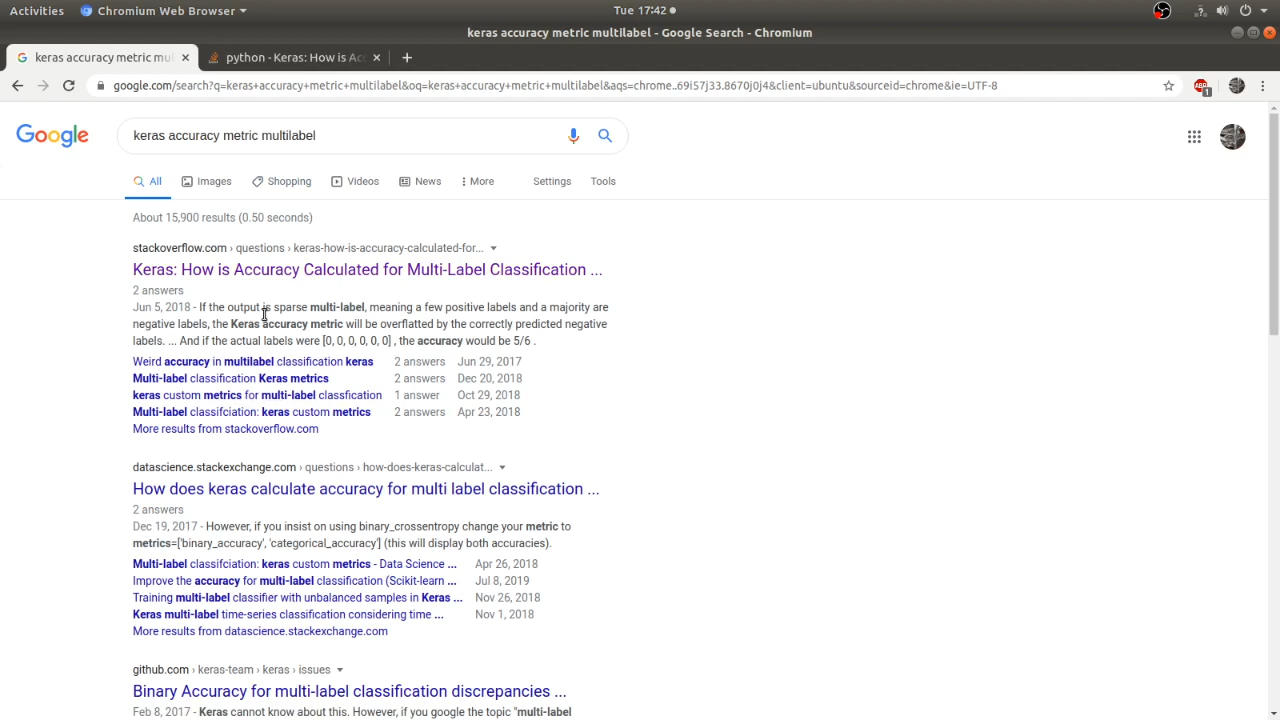 Activities Chromium Web Browser Tue 17:42
keras accuracy metric multilabel - Google Search - Chromium
keras accuracy metric mul python - Keras: How is Acc
google.com/search?q=keras+accuracy+metric+multilabel&oq=keras+accuracy+metric+multilabel&aqs=chrome..69i57j33.8670j0j4&client=ubuntu&sourceid=chrome&ie=UTF-8 ABP 1
Google keras accuracy metric multilabel
All Images Shopping Videos News More Settings Tools
About 15,900 results (0.50 seconds)
stackoverflow.com › questions › keras-how-is-accuracy-calculated-for...
Keras: How is Accuracy Calculated for Multi-Label Classification ...
2 answers
Jun 5, 2018 - If the output is sparse multi-label, meaning a few positive labels and a majority are
negative labels, the Keras accuracy metric will be overflatted by the correctly predicted negative
labels. ... And if the actual labels were [0, 0, 0, 0, 0, 0] , the accuracy would be 5/6 .
Weird accuracy in multilabel classification keras 2 answers Jun 29, 2017
Multi-label classification Keras metrics 2 answers Dec 20, 2018
keras custom metrics for multi-label classfication 1 answer Oct 29, 2018
Multi-label classifciation: keras custom metrics 2 answers Apr 23, 2018
More results from stackoverflow.com
datascience.stackexchange.com › questions › how-does-keras-calculat...
How does keras calculate accuracy for multi label classification ...
2 answers
Dec 19, 2017 - However, if you insist on using binary_crossentropy change your metric to
metrics=['binary_accuracy', 'categorical_accuracy'] (this will display both accuracies).
Multi-label classifciation: keras custom metrics - Data Science ... Apr 26, 2018
Improve the accuracy for multi-label classification (Scikit-learn ... Jul 8, 2019
Training multi-label classifier with unbalanced samples in Keras ... Nov 26, 2018
Keras multi-label time-series classification considering time ... Nov 1, 2018
More results from datascience.stackexchange.com
github.com › keras-team › keras › issues
Binary Accuracy for multi-label classification discrepancies ...
Feb 8, 2017 - Keras cannot know about this. However, if you google the topic "multi-label